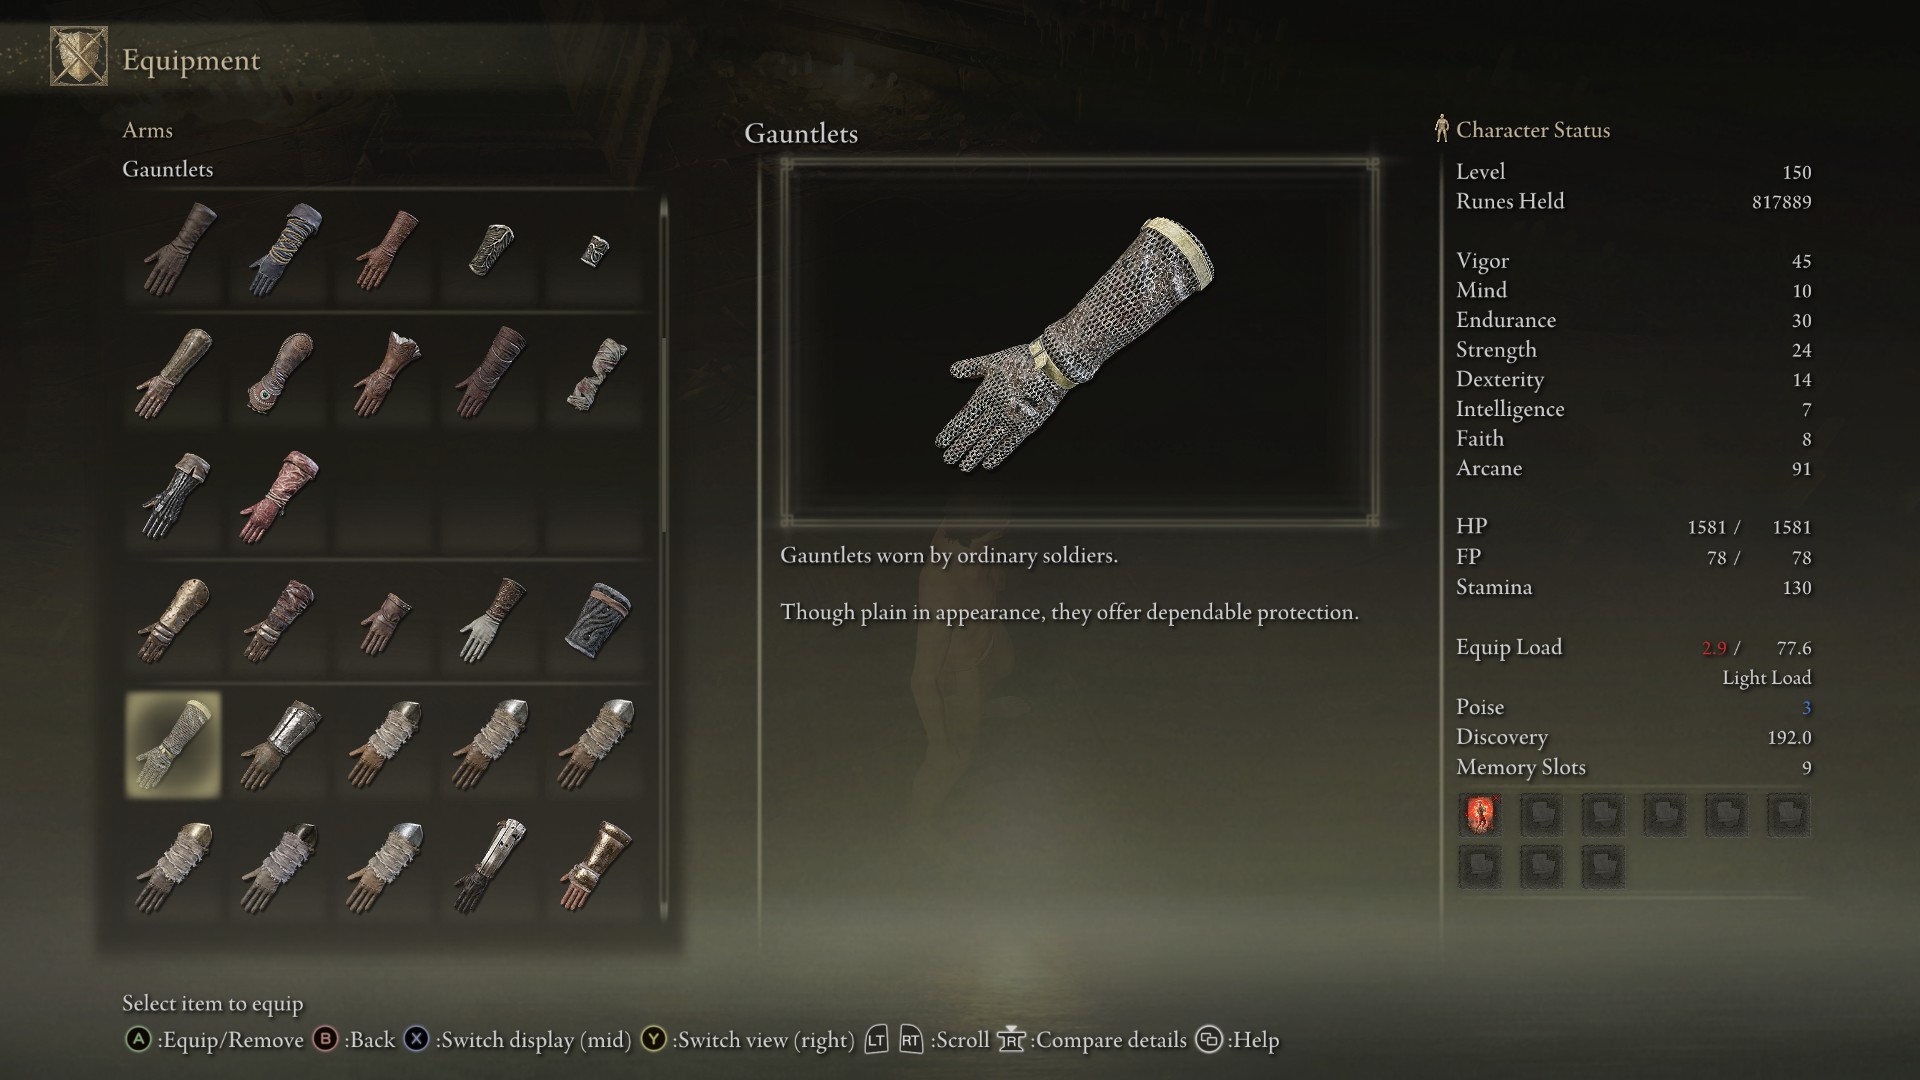 Equipment
Arms
Gauntlets
Gauntlets
Gauntlets worn by ordinary soldiers.
Though plain in appearance, they offer dependable protection.
Character Status
Level 150
Runes Held 817889
Vigor 45
Mind 10
Endurance 30
Strength 24
Dexterity 14
Intelligence 7
Faith 8
Arcane 91
HP 1581 / 1581
FP 78 / 78
Stamina 130
Equip Load 2.9 / 77.6
Light Load
Poise 3
Discovery 192.0
Memory Slots 9
Select item to equip
A :Equip/Remove B :Back X :Switch display (mid) Y :Switch view (right) LT RT :Scroll R :Compare details :Help